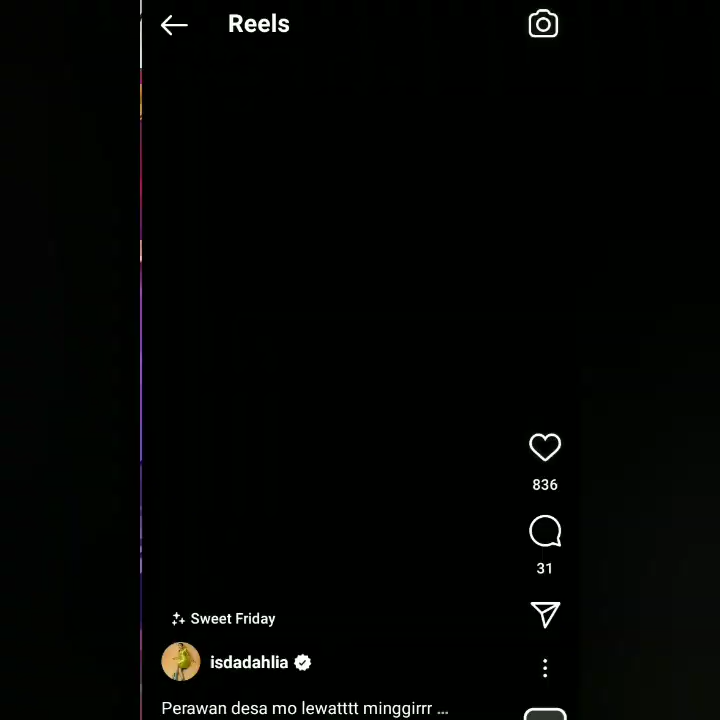 Reels
836
31
Sweet Friday
isdadahlia
Perawan desa mo lewatttt minggirrr ...